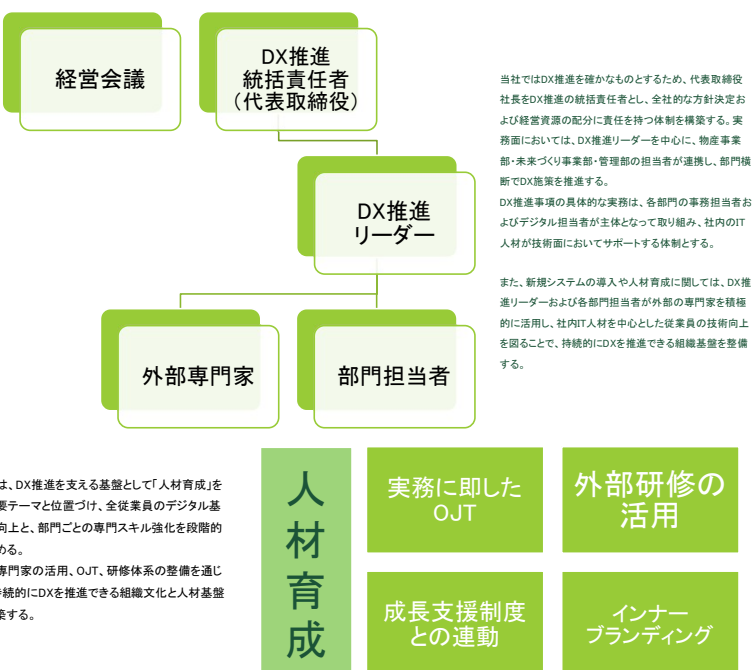 経営会議
DX推進
統括責任者
（代表取締役）
DX推進
リーダー
外部専門家
部門担当者
当社ではDX推進を確かなものとするため、代表取締役
社長をDX推進の統括責任者とし、全社的な方針決定お
よび経営資源の配分に責任を持つ体制を構築する。実
務面においては、DX推進リーダーを中心に、物産事業
部・未来づくり事業部・管理部の担当者が連携し、部門横
断でDX施策を推進する。
DX推進事項の具体的な実務は、各部門の事務担当者お
よびデジタル担当者が主体となって取り組み、社内のIT
人材が技術面においてサポートする体制とする。
また、新規システムの導入や人材育成に関しては、DX推
進リーダーおよび各部門担当者が外部の専門家を積極
的に活用し、社内IT人材を中心とした従業員の技術向上
を図ることで、持続的にDXを推進できる組織基盤を整備
する。
は、DX推進を支える基盤として「人材育成」を
要テーマと位置づけ、全従業員のデジタル基
向上と、部門ごとの専門スキル強化を段階的
める。
専門家の活用、OJT、研修体系の整備を通じ
続的にDXを推進できる組織文化と人材基盤
築する。
人材育成
実務に即した
OJT
外部研修の
活用
成長支援制度
との連動
インナー
ブランディング